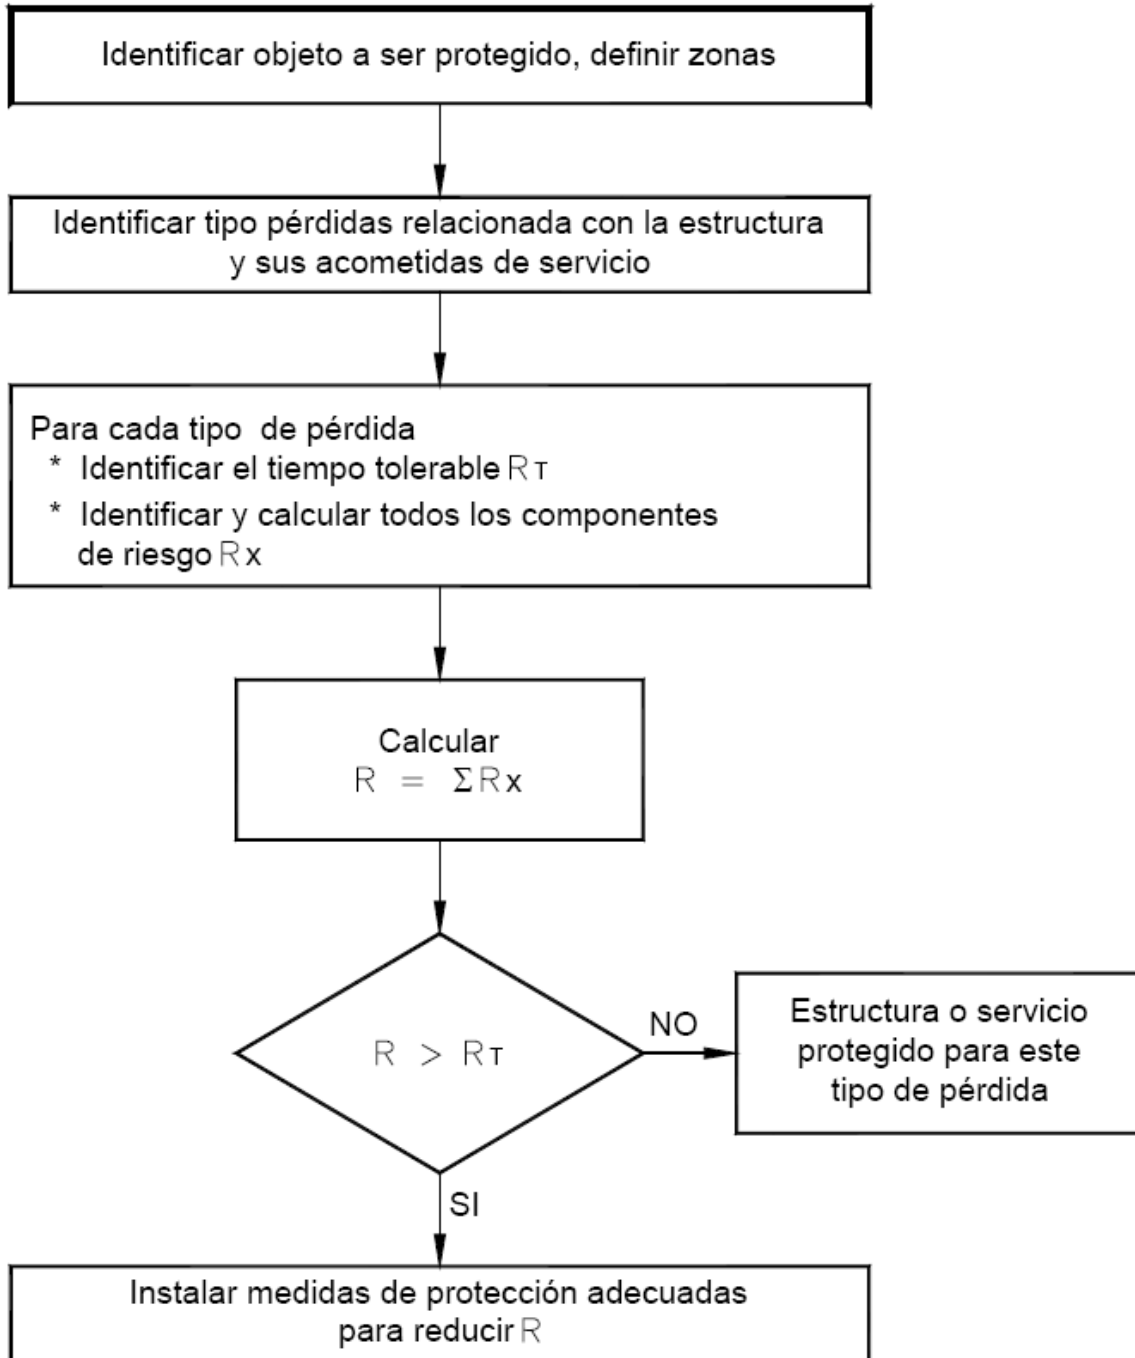 Identificar objeto a ser protegido, definir zonas
Identificar tipo pérdidas relacionada con la estructura
y sus acometidas de servicio
Para cada tipo de pérdida
* Identificar el tiempo tolerable RT
* Identificar y calcular todos los componentes
de riesgo Rx
Calcular
R = ΣRx
R > RT
NO
Estructura o servicio
protegido para este
tipo de pérdida
SI
Instalar medidas de protección adecuadas
para reducir R